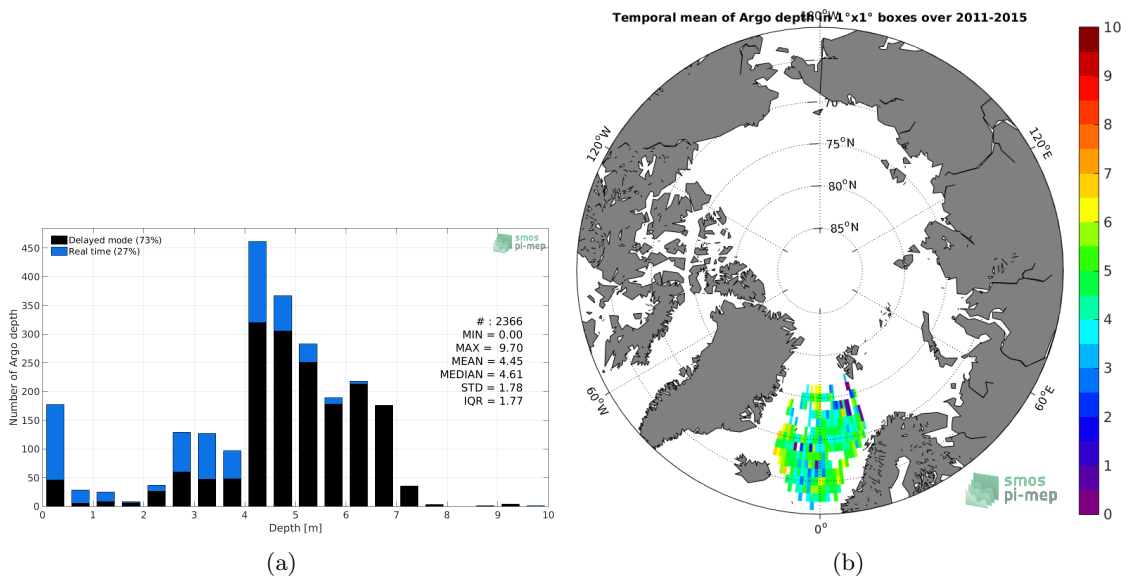 Temporal mean of Argo depth in 1°x1° boxes over 2011-2015
180°W
120°W
120°E
70°
75°N
80°N
85°N
60°W
60°E
0°
10
9
8
7
6
5
4
3
2
1
0
smos
pi-mep
Delayed mode (73%)
Real time (27%)
smos
pi-mep
# : 2366
MIN = 0.00
MAX = 9.70
MEAN = 4.45
MEDIAN = 4.61
STD = 1.78
IQR = 1.77
Number of Argo depth
450
400
350
300
250
200
150
100
50
0
0 1 2 3 4 5 6 7 8 9 10
Depth [m]
(a)
(b)